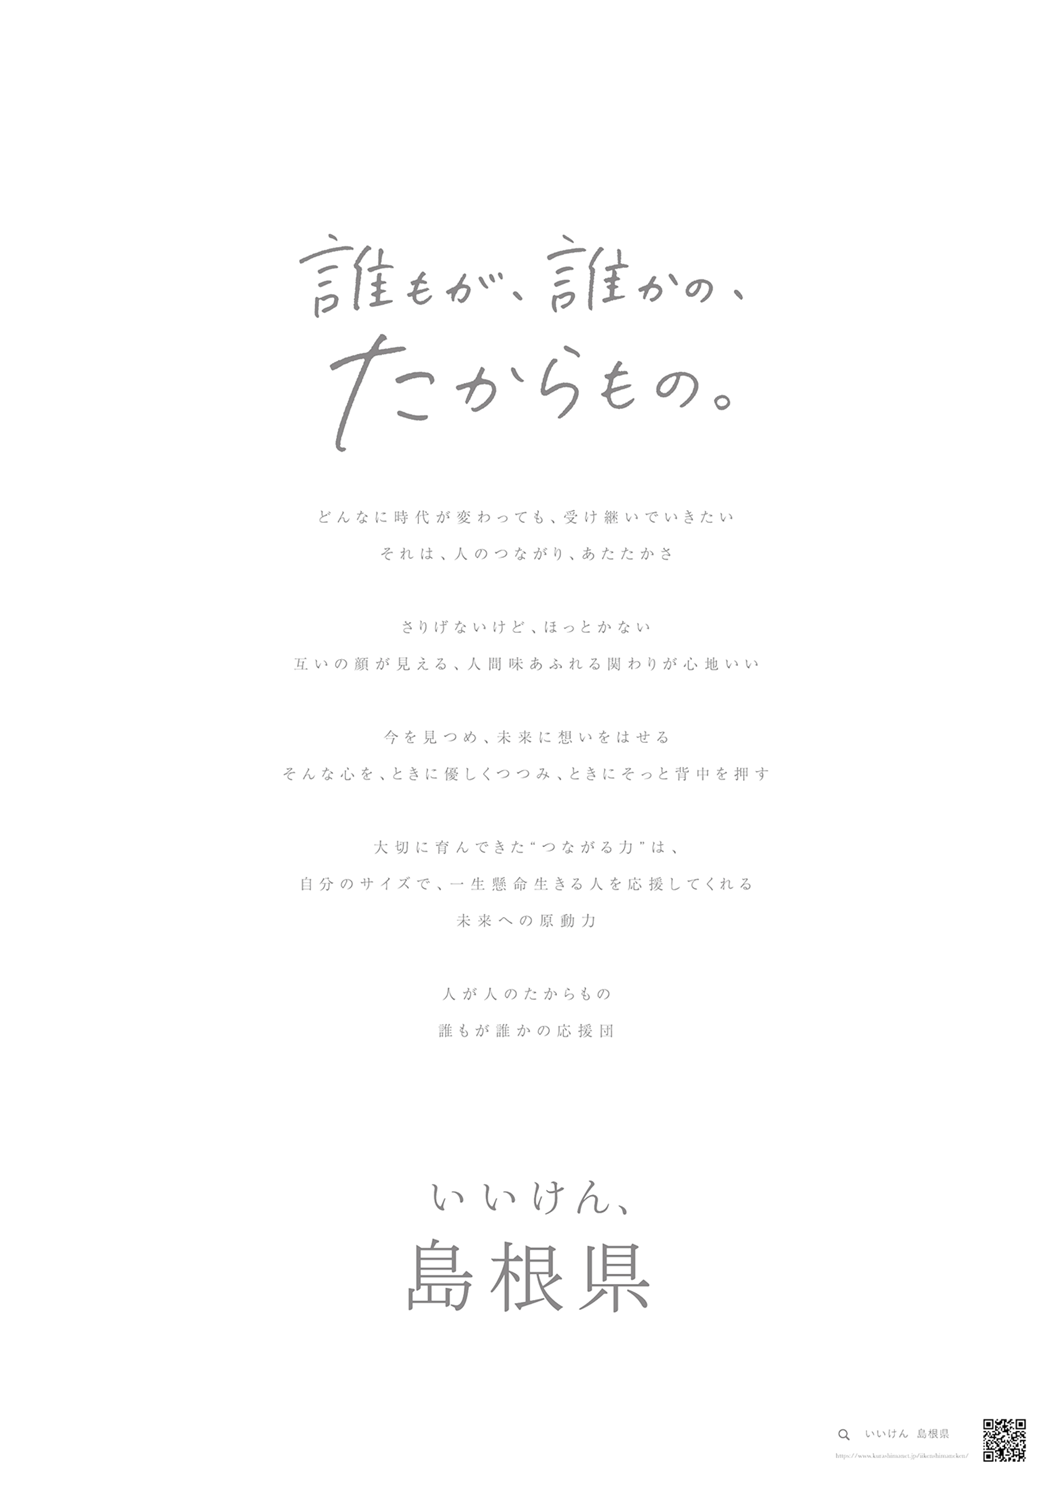 誰もが、誰かの、
たからもの。
どんなに時代が変わっても、受け継いでいきたい
それは、人のつながり、あたたかさ
さりげないけど、ほっとかない
互いの顔が見える、人間味あふれる関わりが心地いい
今を見つめ、未来に想いをはせる
そんな心を、ときに優しくつつみ、ときにそっと背中を押す
大切に育んできた“つながる力”は、
自分のサイズで、一生懸命生きる人を応援してくれる
未来への原動力
人が人のたからもの
誰もが誰かの応援団
いいけん、
島根県
いいけん 島根県